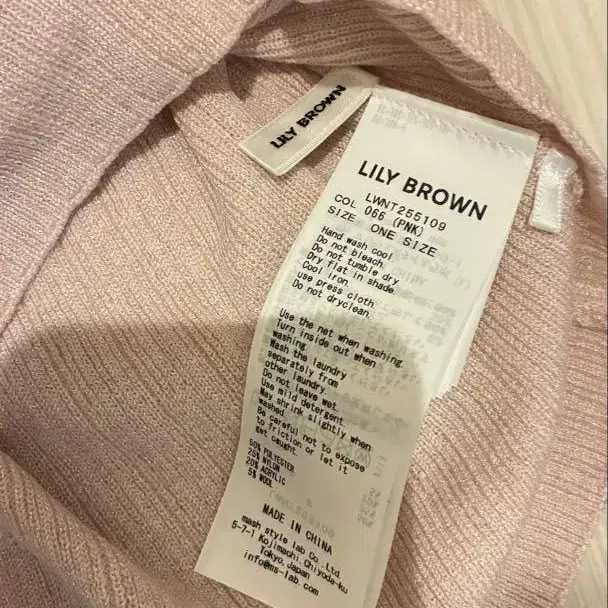 LILY BROWN
LILY BROWN
LWNT255109
COL 066 (PNK)
SIZE ONE SIZE
Hand wash cool
Do not bleach.
Do not tumble dry.
Dry flat in shade.
Cool iron.
use press cloth.
Do not dryclean.
Use the net when washing.
Turn inside out when
washing.
Wash the laundry
separately from
other laundry.
Do not leave wet.
Use mild detergent.
May shrink slightly when
washed.
Be careful not to expose
to friction or let it
get caught.
50% POLYESTER
25% NYLON
20% ACRYLIC
5% WOOL
MADE IN CHINA
mash style lab Co.,Ltd.
5-7-1 Kojimachi,Chiyoda-ku
Tokyo,Japan
info@ms-lab.com